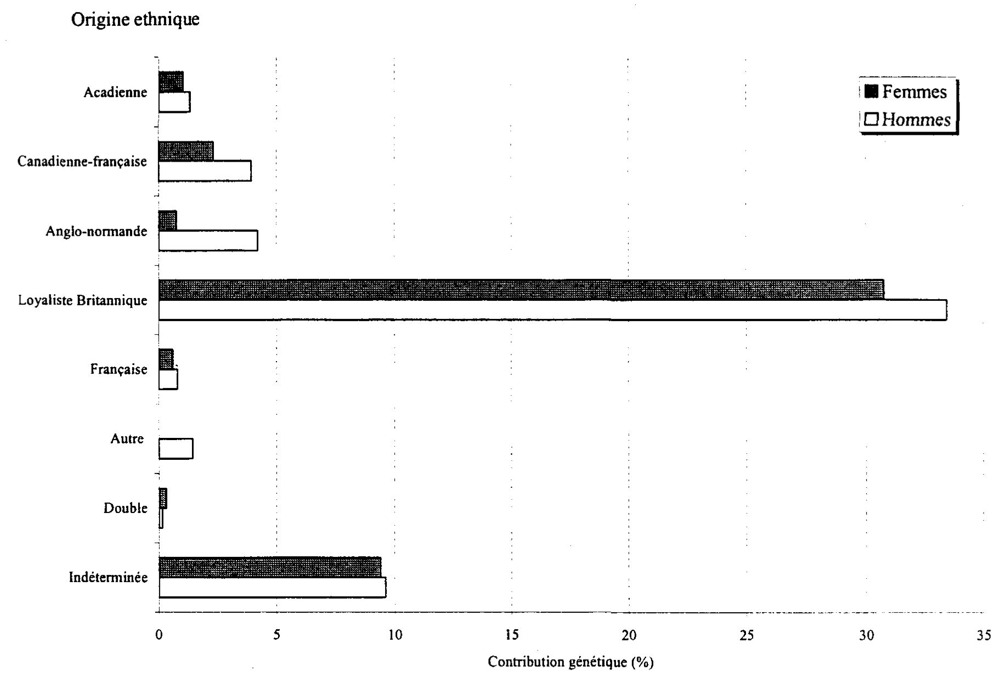 Origine ethnique
Acadienne
Canadienne-française
Anglo-normande
Loyaliste Britannique
Française
Autre
Double
Indéterminée
Femmes
Hommes
0 5 10 15 20 25 30 35
Contribution génétique (%)